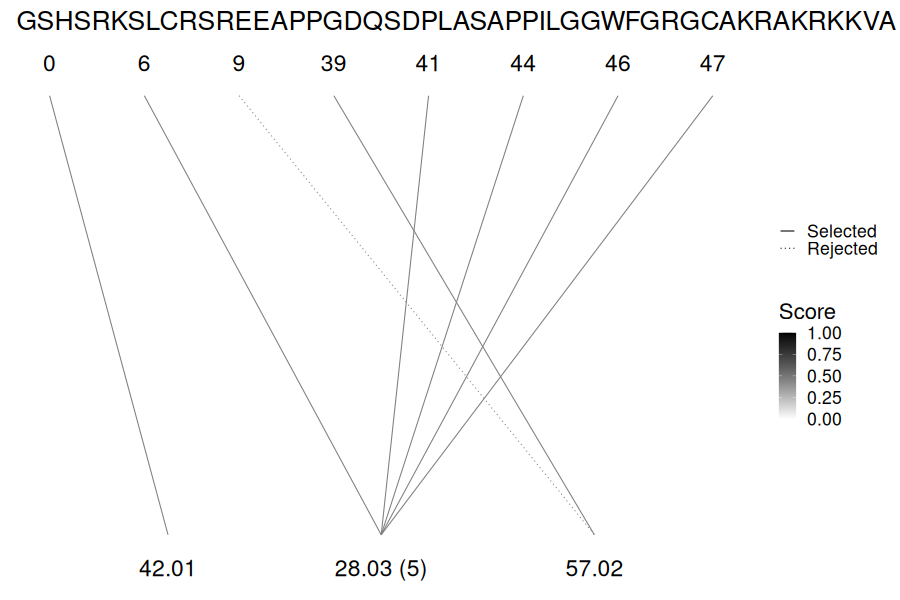 GSHSRKSLCRSREEAPPGDQSDPLASAPPILGGWFGRGCAKRAKRKKVA
0 6 9 39 41 44 46 47
Selected
Rejected
Score
1.00
0.75
0.50
0.25
0.00
42.01 28.03 (5) 57.02